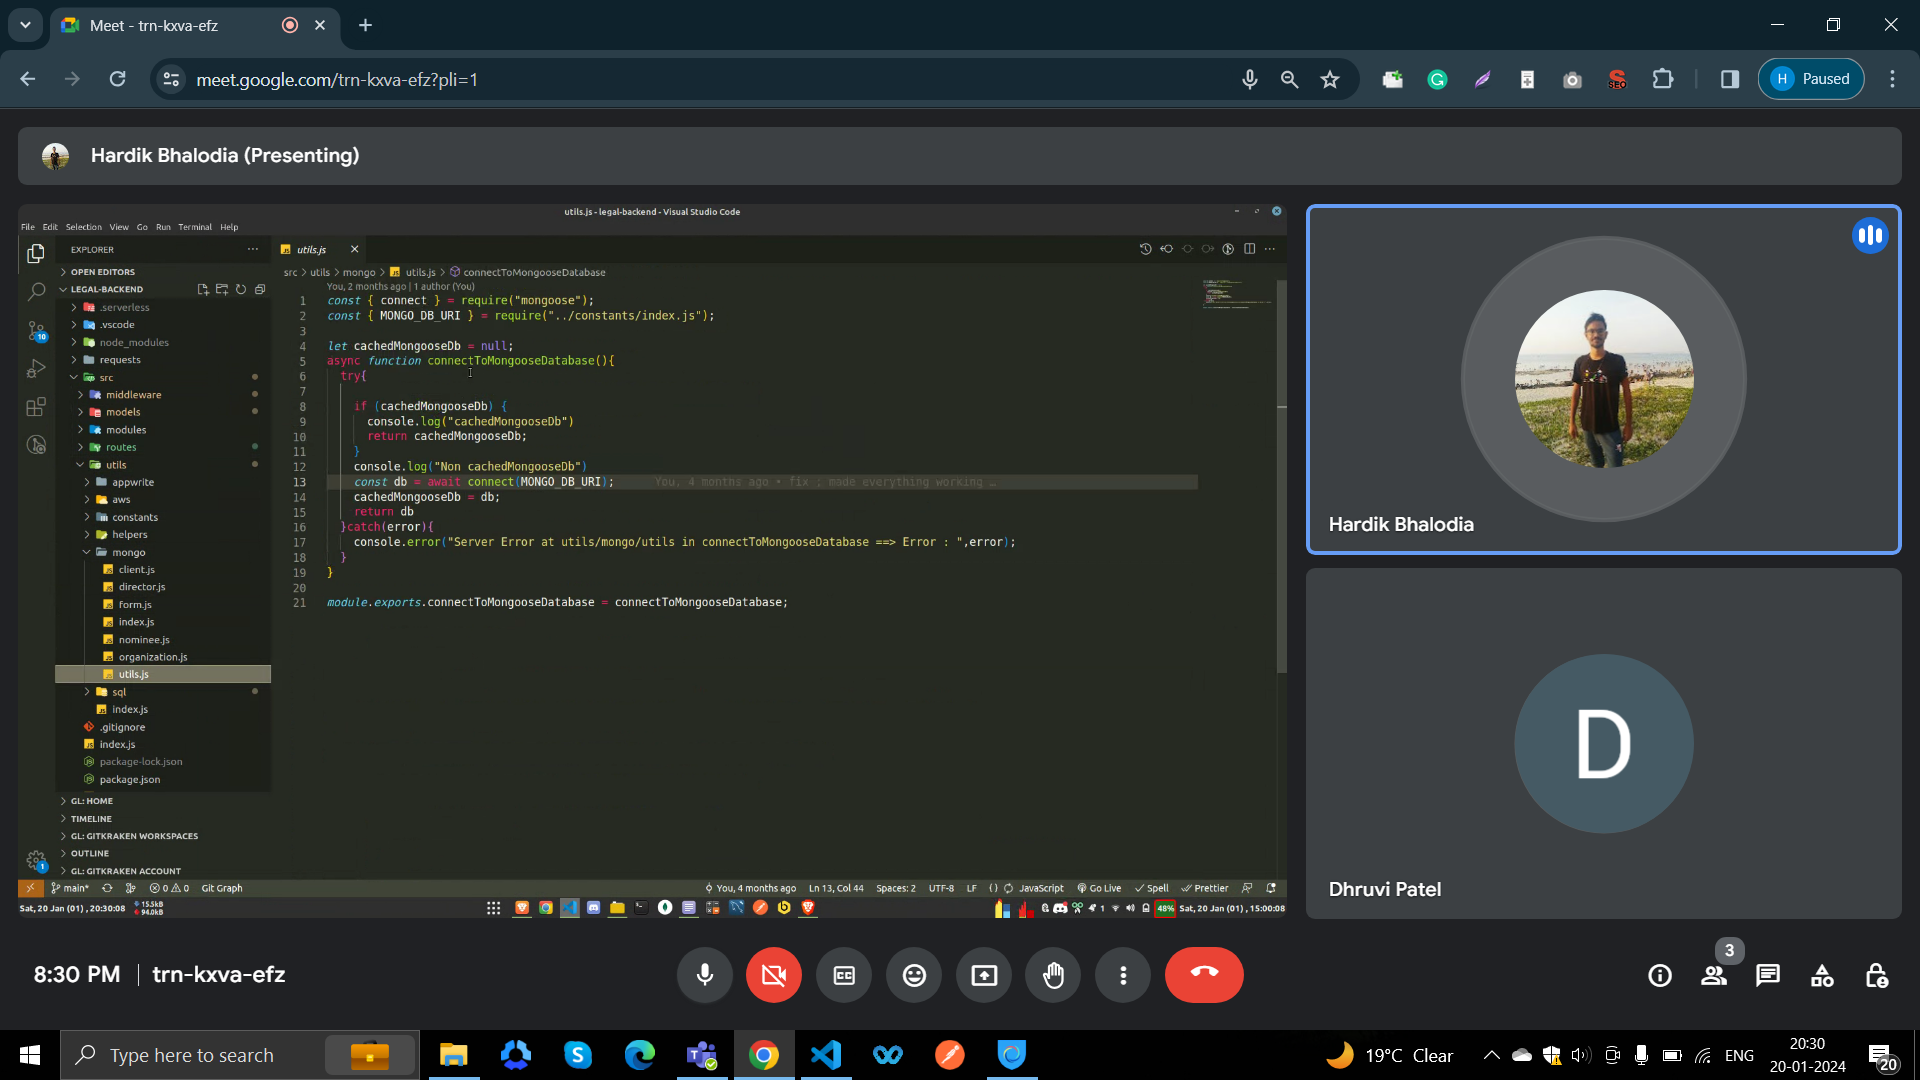 Meet - trn-kxva-efz
meet.google.com/trn-kxva-efz?pli=1
SEO
H Paused
Hardik Bhalodia (Presenting)
utils.js - legal-backend - Visual Studio Code
File Edit Selection View Go Run Terminal Help
EXPLORER
utils.js
OPEN EDITORS
LEGAL-BACKEND
.serverless
.vscode
node_modules
requests
src
middleware
models
modules
routes
utils
appwrite
aws
constants
helpers
mongo
client.js
director.js
form.js
index.js
nominee.js
organization.js
utils.js
sql
index.js
.gitignore
index.js
package-lock.json
package.json
GL: HOME
TIMELINE
GL: GITKRAKEN WORKSPACES
OUTLINE
GL: GITKRAKEN ACCOUNT
10
1
src > utils > mongo > utils.js > connectToMongooseDatabase
You, 2 months ago | 1 author (You)
1 const { connect } = require("mongoose");
2 const { MONGO_DB_URI } = require("../constants/index.js");
3
4 let cachedMongooseDb = null;
5 async function connectToMongooseDatabase(){
6 try{
7
8 if (cachedMongooseDb) {
9 console.log("cachedMongooseDb")
10 return cachedMongooseDb;
11 }
12 console.log("Non cachedMongooseDb")
13 const db = await connect(MONGO_DB_URI); You, 4 months ago • fix ; made everything working …
14 cachedMongooseDb = db;
15 return db
16 }catch(error){
17 console.error("Server Error at utils/mongo/utils in connectToMongooseDatabase ==> Error : ",error);
18 }
19 }
20
21 module.exports.connectToMongooseDatabase = connectToMongooseDatabase;
main* 0 0 Git Graph You, 4 months ago Ln 13, Col 44 Spaces: 2 UTF-8 LF {} JavaScript Go Live Spell Prettier
Sat, 20 Jan (01) , 20:30:08 15.5kB
94.0kB
1 48% Sat, 20 Jan (01) , 15:00:08
Hardik Bhalodia
D
Dhruvi Patel
8:30 PM | trn-kxva-efz
CC
3
Type here to search
19°C Clear
ENG
20:30
20-01-2024
20